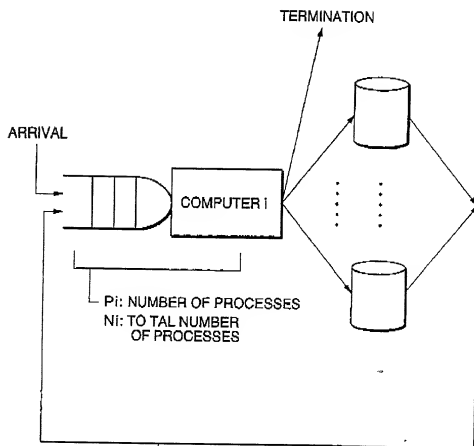 TERMINATION
ARRIVAL
COMPUTER i
Pi: NUMBER OF PROCESSES
Ni: TO TAL NUMBER
OF PROCESSES